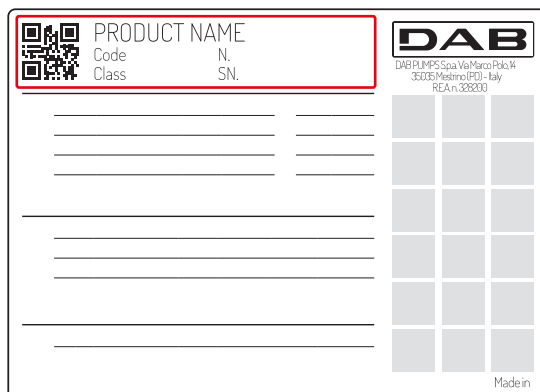 PRODUCT NAME
Code N.
Class SN.
DAB
DAB PUMPS S.p.a. Via Marco Polo, 14
35035 Mestrino (PD) - Italy
R.E.A. n. 328200
Made in